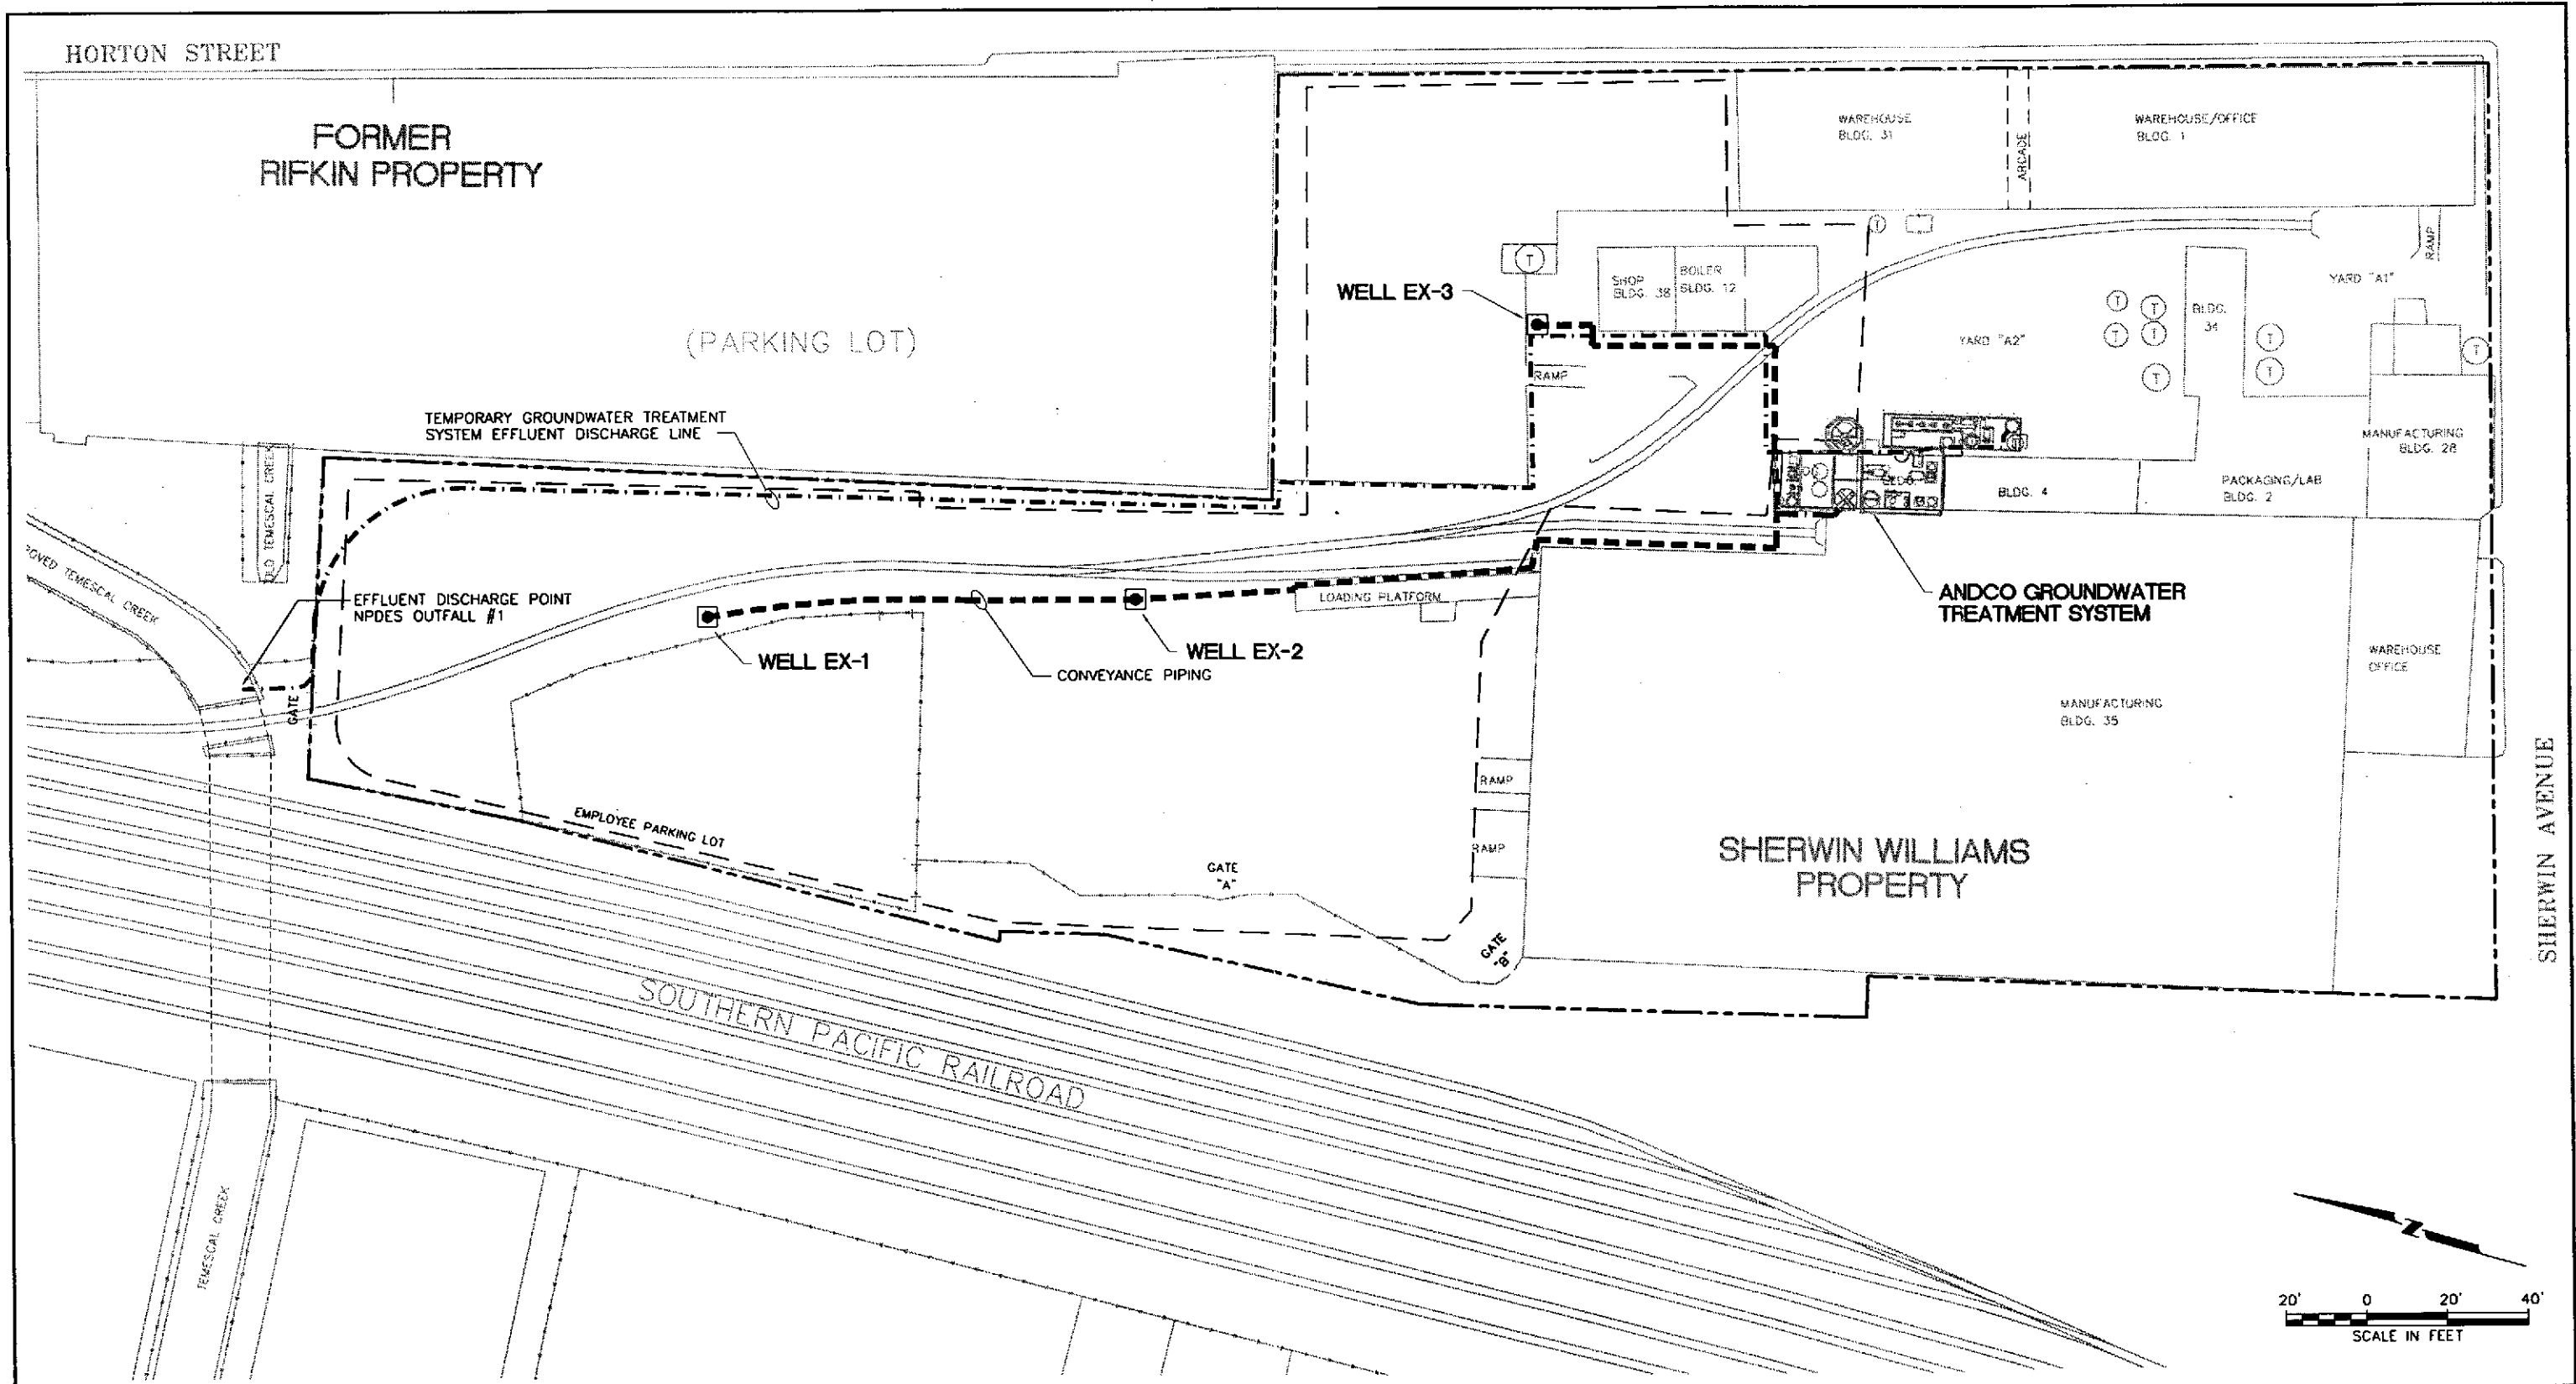 HORTON STREET
FORMER
RIFKIN PROPERTY
(PARKING LOT)
WAREHOUSE
BLDG. 31
ARCADE
WAREHOUSE/OFFICE
BLDG. 1
RAMP
YARD "A1"
T
WELL EX-3
SHOP
BLDG. 38
BOILER
BLDG. 12
T
YARD "A2"
T
T
T
T
T
BLDG.
34
T
T
T
RAMP
TEMPORARY GROUNDWATER TREATMENT
SYSTEM EFFLUENT DISCHARGE LINE
MANUFACTURING
BLDG. 28
OLD TEMESCAL CREEK
BLDG. 4
PACKAGING/LAB
BLDG. 2
TEMESCAL CREEK
EFFLUENT DISCHARGE POINT
NPDES OUTFALL #1
LOADING PLATFORM
ANDCO GROUNDWATER
TREATMENT SYSTEM
WELL EX-1
WELL EX-2
CONVEYANCE PIPING
GATE
WAREHOUSE
OFFICE
MANUFACTURING
BLDG. 35
RAMP
EMPLOYEE PARKING LOT
RAMP
GATE
"A"
SHERWIN WILLIAMS
PROPERTY
GATE
"B"
SHERWIN AVENUE
SOUTHERN PACIFIC RAILROAD
TEMESCAL CREEK
Z
20' 0 20' 40'
SCALE IN FEET